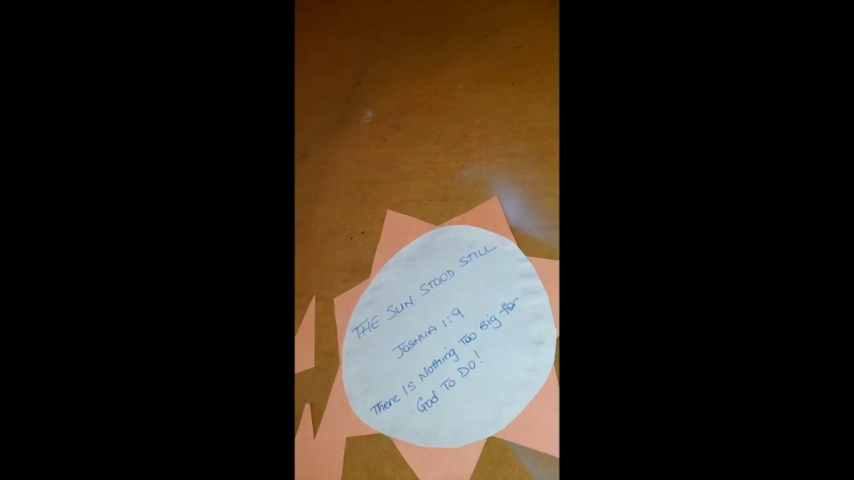 THE SUN STOOD STILL
JOSHUA 1:9
There Is Nothing Too Big for
God To Do!